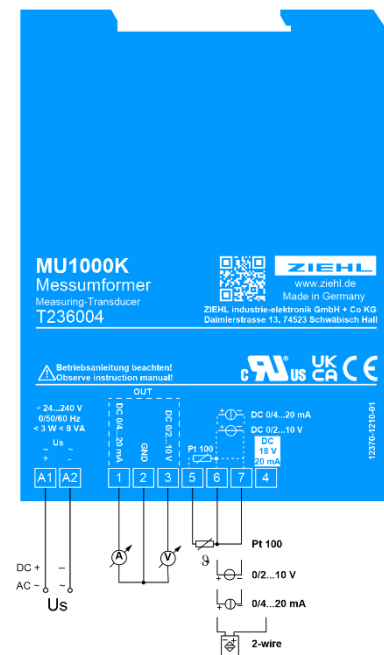 MU1000K
Messumformer
Measuring-Transducer
T236004
ZIEHL
www.ziehl.de
Made in Germany
ZIEHL industrie-elektronik GmbH + Co KG
Daimlerstrasse 13, 74523 Schwäbisch Hall
Betriebsanleitung beachten!
Observe instruction manual!
c RU US UK CA CE
12370-1210-01
= 24...240 V
0/50/60 Hz
< 3 W < 8 VA
Us
~ ~
+ -
OUT
DC 0/4...20 mA
GND
DC 0/2...10 V
DC 0/4...20 mA
DC 0/2...10 V
Pt 100
DC
18 V
20 mA
A1 A2 1 2 3 5 6 7 4
A V
ϑ
Pt 100
DC + –
AC ~ ~
Us
+ - 0/2...10 V
+ - 0/4...20 mA
2-wire